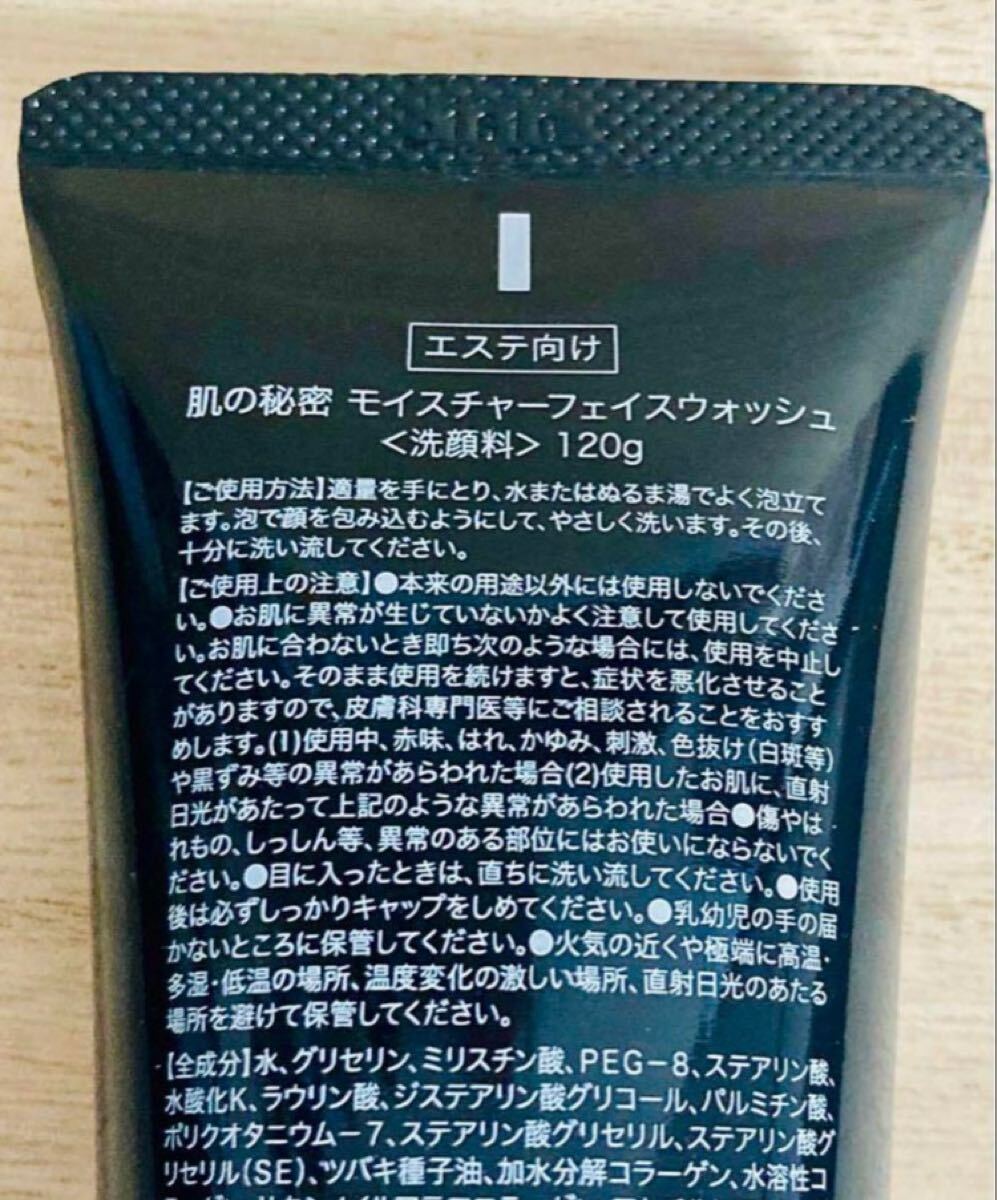 エステ向け
肌の秘密 モイスチャーフェイスウォッシュ
＜洗顔料＞ 120g
【ご使用方法】適量を手にとり、水またはぬるま湯でよく泡立て
ます。泡で顔を包み込むようにして、やさしく洗います。その後、
十分に洗い流してください。
【ご使用上の注意】●本来の用途以外には使用しないでくださ
い。●お肌に異常が生じていないかよく注意して使用してくださ
い。お肌に合わないとき即ち次のような場合には、使用を中止し
てください。そのまま使用を続けますと、症状を悪化させること
がありますので、皮膚科専門医等にご相談されることをおすす
めします。(1)使用中、赤味、はれ、かゆみ、刺激、色抜け(白斑等)
や黒ずみ等の異常があらわれた場合(2)使用したお肌に、直射
日光があたって上記のような異常があらわれた場合●傷やは
れもの、しっしん等、異常のある部位にはお使いにならないでく
ださい。●目に入ったときは、直ちに洗い流してください。●使用
後は必ずしっかりキャップをしめてください。●乳幼児の手の届
かないところに保管してください。●火気の近くや極端に高温・
多湿・低温の場所、温度変化の激しい場所、直射日光のあたる
場所を避けて保管してください。
【全成分】水、グリセリン、ミリスチン酸、PEG－8、ステアリン酸、
水酸化K、ラウリン酸、ジステアリン酸グリコール、パルミチン酸、
ポリクオタニウム－7、ステアリン酸グリセリル、ステアリン酸グ
リセリル(SE)、ツバキ種子油、加水分解コラーゲン、水溶性コ